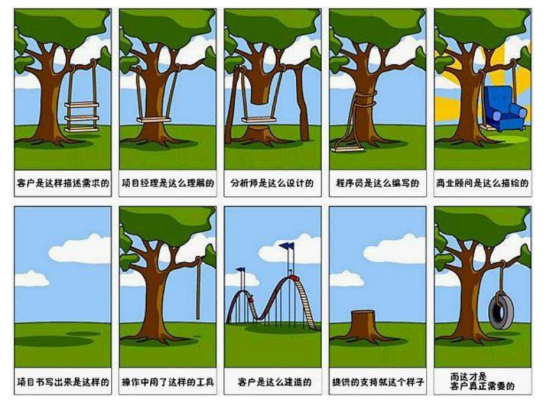 客户是这样描述需求的
项目经理是这么理解的
分析师是这么设计的
程序员是这么编写的
商业顾问是这么描绘的
项目书写出来是这样的
操作中用了这样的工具
客户是这么建造的
提供的支持就这个样子
而这才是
客户真正需要的